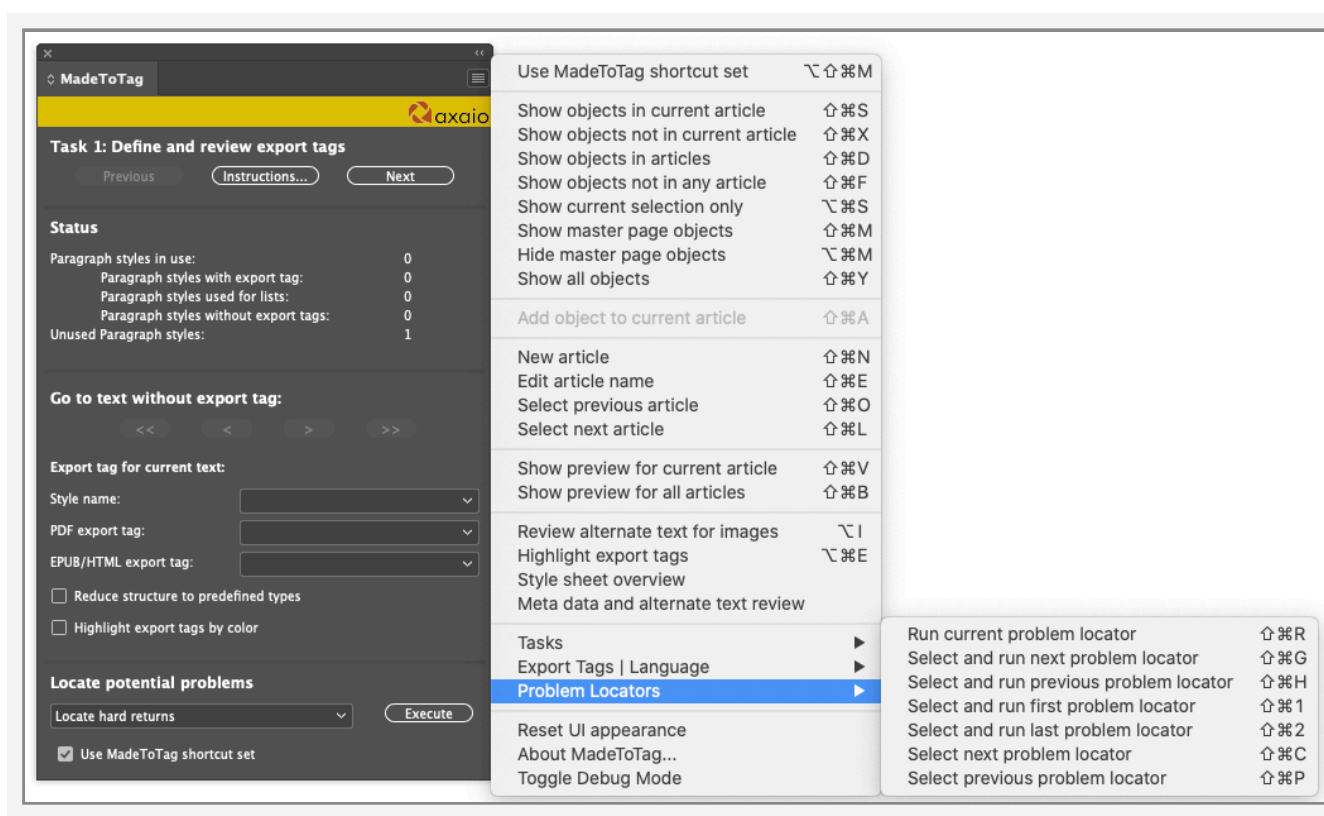 MadeToTag
axaio
Task 1: Define and review export tags
Previous Instructions... Next
Status
Paragraph styles in use: 0
Paragraph styles with export tag: 0
Paragraph styles used for lists: 0
Paragraph styles without export tags: 0
Unused Paragraph styles: 1
Go to text without export tag:
<< < > >>
Export tag for current text:
Style name:
PDF export tag:
EPUB/HTML export tag:
Reduce structure to predefined types
Highlight export tags by color
Locate potential problems
Locate hard returns Execute
Use MadeToTag shortcut set
Use MadeToTag shortcut set ⌥⇧⌘M
Show objects in current article ⇧⌘S
Show objects not in current article ⇧⌘X
Show objects in articles ⇧⌘D
Show objects not in any article ⇧⌘F
Show current selection only ⌥⌘S
Show master page objects ⇧⌘M
Hide master page objects ⌥⌘M
Show all objects ⇧⌘Y
Add object to current article ⇧⌘A
New article ⇧⌘N
Edit article name ⇧⌘E
Select previous article ⇧⌘O
Select next article ⇧⌘L
Show preview for current article ⇧⌘V
Show preview for all articles ⇧⌘B
Review alternate text for images ⌥I
Highlight export tags ⌥⌘E
Style sheet overview
Meta data and alternate text review
Tasks ▶
Export Tags | Language ▶
Problem Locators ▶
Reset UI appearance
About MadeToTag...
Toggle Debug Mode
Run current problem locator ⇧⌘R
Select and run next problem locator ⇧⌘G
Select and run previous problem locator ⇧⌘H
Select and run first problem locator ⇧⌘1
Select and run last problem locator ⇧⌘2
Select next problem locator ⇧⌘C
Select previous problem locator ⇧⌘P